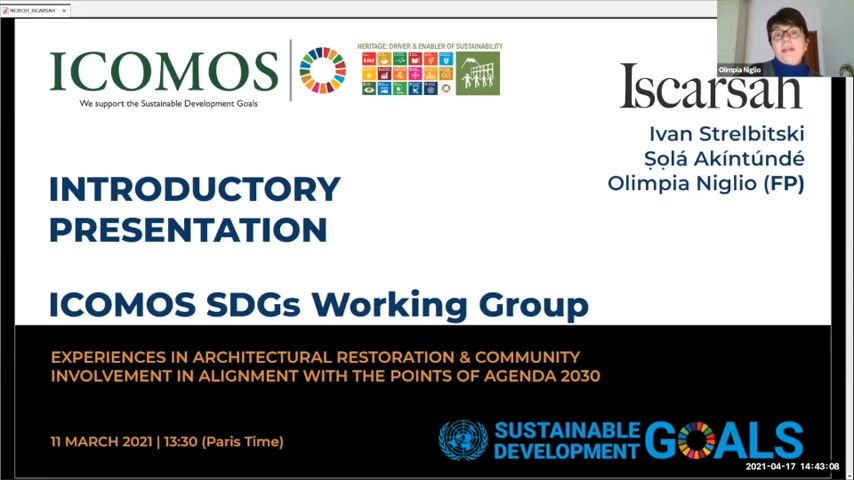 NCISC01_ISCARSAH
ICOMOS
We support the Sustainable Development Goals
HERITAGE: DRIVER & ENABLER OF SUSTAINABILITY
Olimpia Niglio
Iscarsah
Ivan Strelbitski
Ṣọlá Akíntúndé
Olimpia Niglio (FP)
INTRODUCTORY
PRESENTATION
ICOMOS SDGs Working Group
EXPERIENCES IN ARCHITECTURAL RESTORATION & COMMUNITY
INVOLVEMENT IN ALIGNMENT WITH THE POINTS OF AGENDA 2030
11 MARCH 2021 | 13:30 (Paris Time)
SUSTAINABLE
DEVELOPMENT
GOALS
2021-04-17 14:43:08